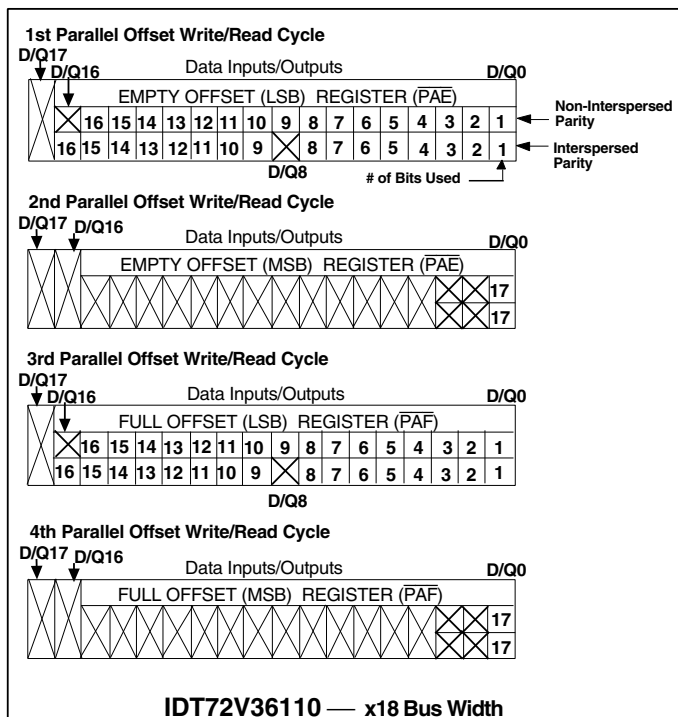 1st Parallel Offset Write/Read Cycle
D/Q17
D/Q16
Data Inputs/Outputs
D/Q0
EMPTY OFFSET (LSB) REGISTER (PAE)
16 15 14 13 12 11 10 9 8 7 6 5 4 3 2 1
Non-Interspersed
Parity
16 15 14 13 12 11 10 9 8 7 6 5 4 3 2 1
Interspersed
Parity
D/Q8
# of Bits Used
2nd Parallel Offset Write/Read Cycle
D/Q17
D/Q16
Data Inputs/Outputs
D/Q0
EMPTY OFFSET (MSB) REGISTER (PAE)
17
17
3rd Parallel Offset Write/Read Cycle
D/Q17
D/Q16
Data Inputs/Outputs
D/Q0
FULL OFFSET (LSB) REGISTER (PAF)
16 15 14 13 12 11 10 9 8 7 6 5 4 3 2 1
16 15 14 13 12 11 10 9 8 7 6 5 4 3 2 1
D/Q8
4th Parallel Offset Write/Read Cycle
D/Q17
D/Q16
Data Inputs/Outputs
D/Q0
FULL OFFSET (MSB) REGISTER (PAF)
17
17
IDT72V36110 — x18 Bus Width